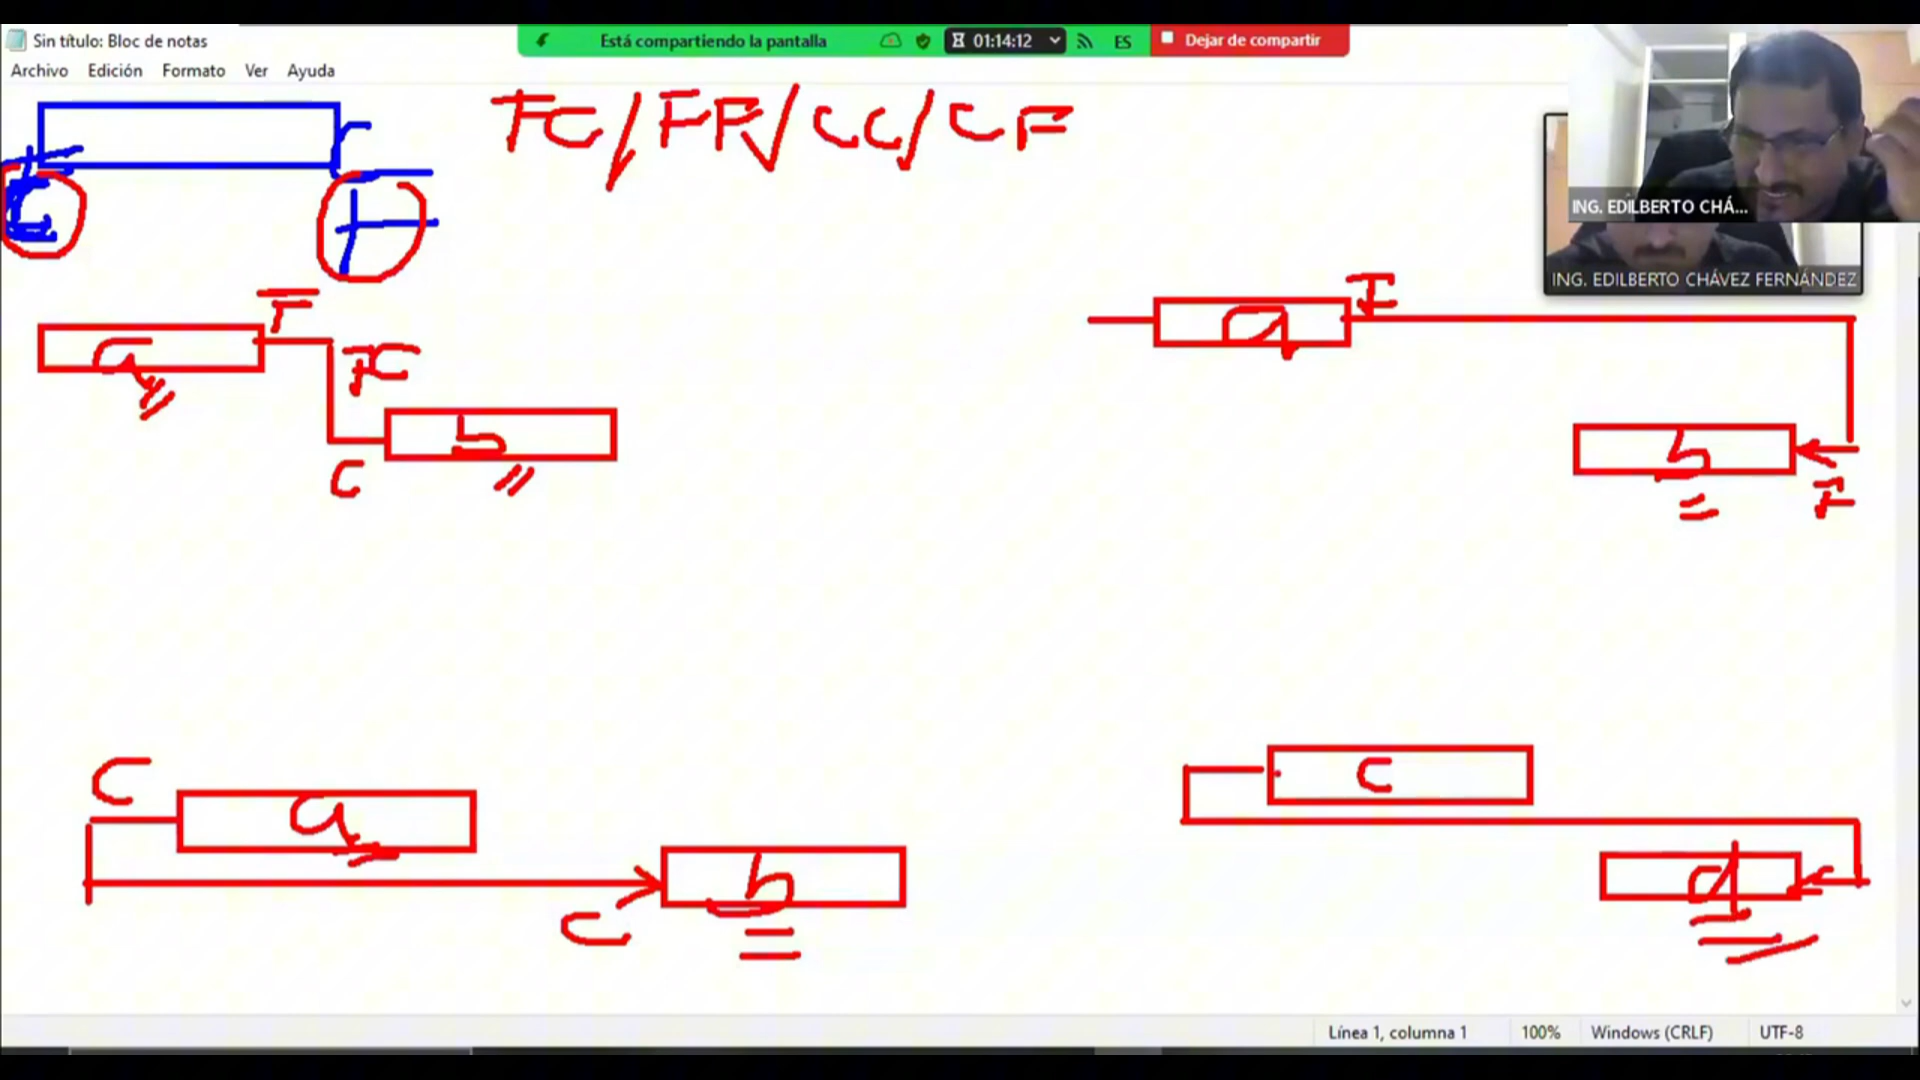 Sin título: Bloc de notas
Está compartiendo la pantalla
01:14:12
ES
Dejar de compartir
Archivo Edición Formato Ver Ayuda
FC/FF/CC/CF
C
F
ING. EDILBERTO CHÁ...
ING. EDILBERTO CHÁVEZ FERNÁNDEZ
F
a
FC
b
C
F
a
b
F
C
a
b
C
c
d
Línea 1, columna 1
100%
Windows (CRLF)
UTF-8